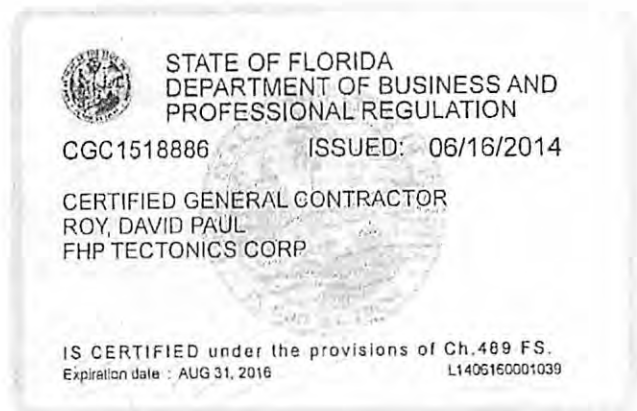 STATE OF FLORIDA
DEPARTMENT OF BUSINESS AND
PROFESSIONAL REGULATION
CGC1518886 ISSUED: 06/16/2014
CERTIFIED GENERAL CONTRACTOR
ROY, DAVID PAUL
FHP TECTONICS CORP
IS CERTIFIED under the provisions of Ch.489 FS.
Expiration date : AUG 31, 2016 L1406160001039